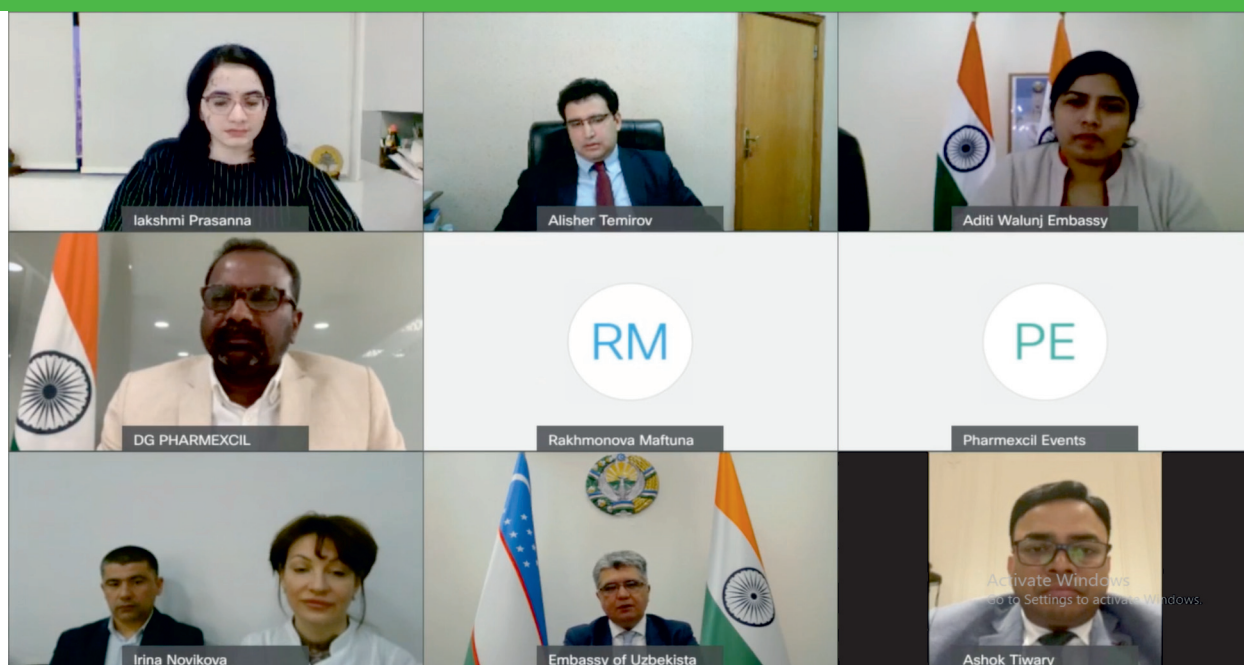 lakshmi Prasanna
Alisher Temirov
Aditi Walunj Embassy
DG PHARMEXCIL
RM
Rakhmonova Maftuna
PE
Pharmexcil Events
Irina Novikova
Embassy of Uzbekista
Activate Windows
Go to Settings to activate Windows.
Ashok Tiwary